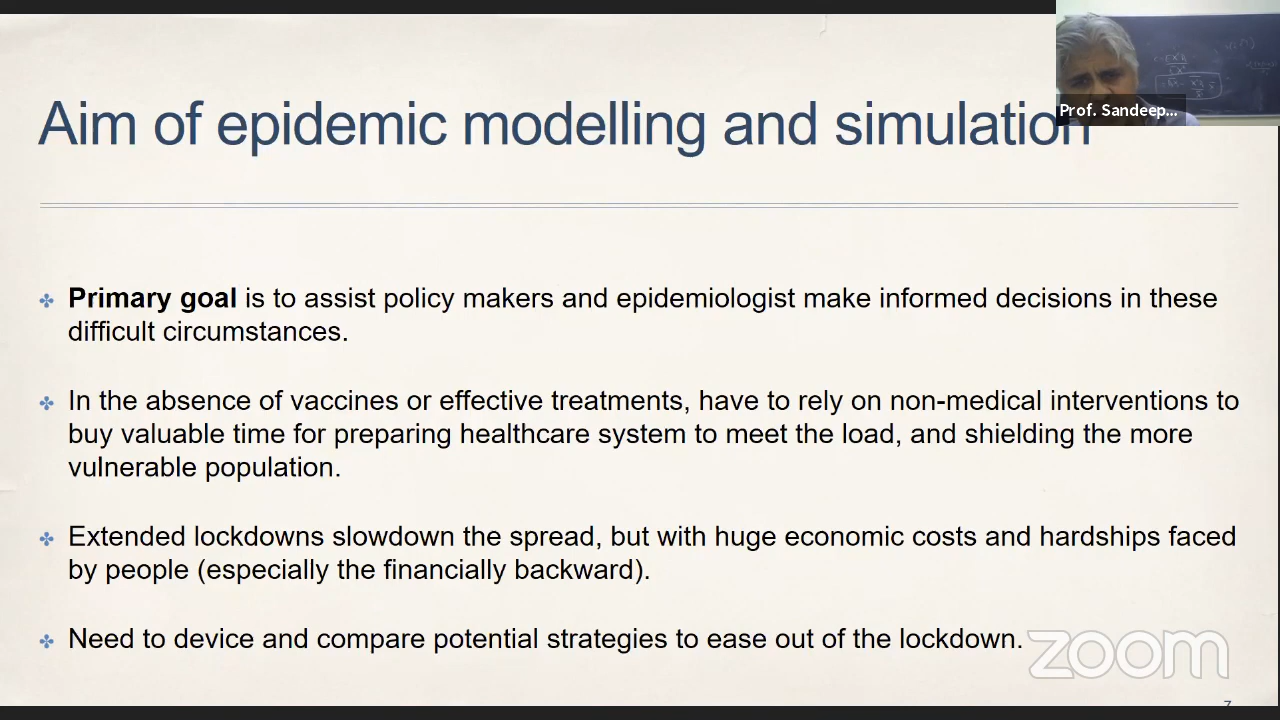 Aim of epidemic modelling and simulation
Prof. Sandeep...
Primary goal is to assist policy makers and epidemiologist make informed decisions in these
difficult circumstances.
In the absence of vaccines or effective treatments, have to rely on non-medical interventions to
buy valuable time for preparing healthcare system to meet the load, and shielding the more
vulnerable population.
Extended lockdowns slowdown the spread, but with huge economic costs and hardships faced
by people (especially the financially backward).
Need to device and compare potential strategies to ease out of the lockdown.
zoom
7